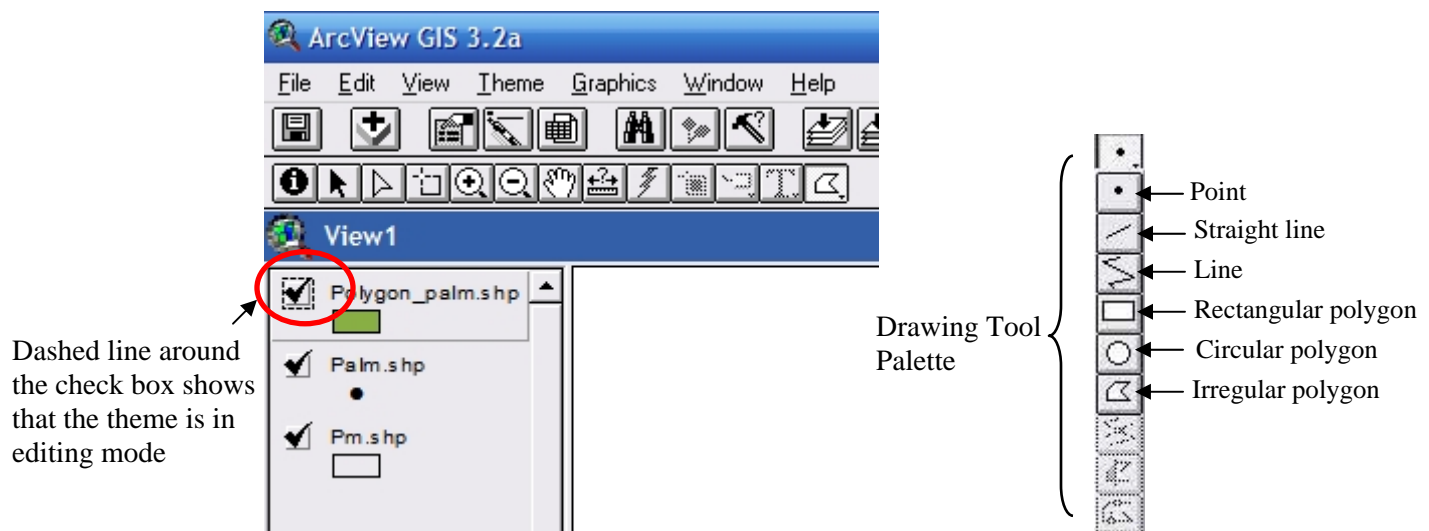 ArcView GIS 3.2a
File Edit View Theme Graphics Window Help
View1
Polygon_palm.shp
Palm.shp
Pm.shp
Dashed line around
the check box shows
that the theme is in
editing mode
Drawing Tool
Palette
Point
Straight line
Line
Rectangular polygon
Circular polygon
Irregular polygon